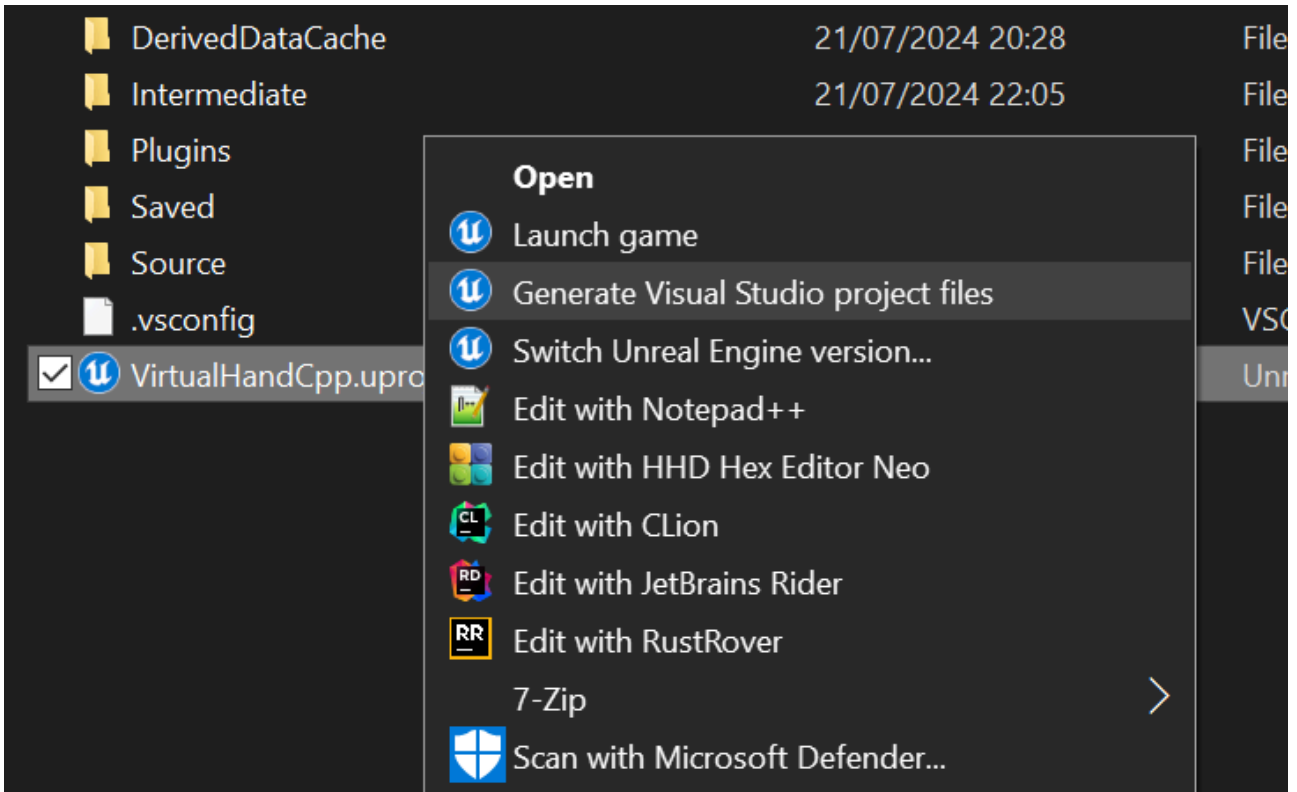 DerivedDataCache 21/07/2024 20:28 File
Intermediate 21/07/2024 22:05 File
Plugins File
Saved File
Source File
.vsconfig VSC
VirtualHandCpp.upro Unr
Open
Launch game
Generate Visual Studio project files
Switch Unreal Engine version...
Edit with Notepad++
Edit with HHD Hex Editor Neo
CL Edit with CLion
RD Edit with JetBrains Rider
RR Edit with RustRover
7-Zip
Scan with Microsoft Defender...